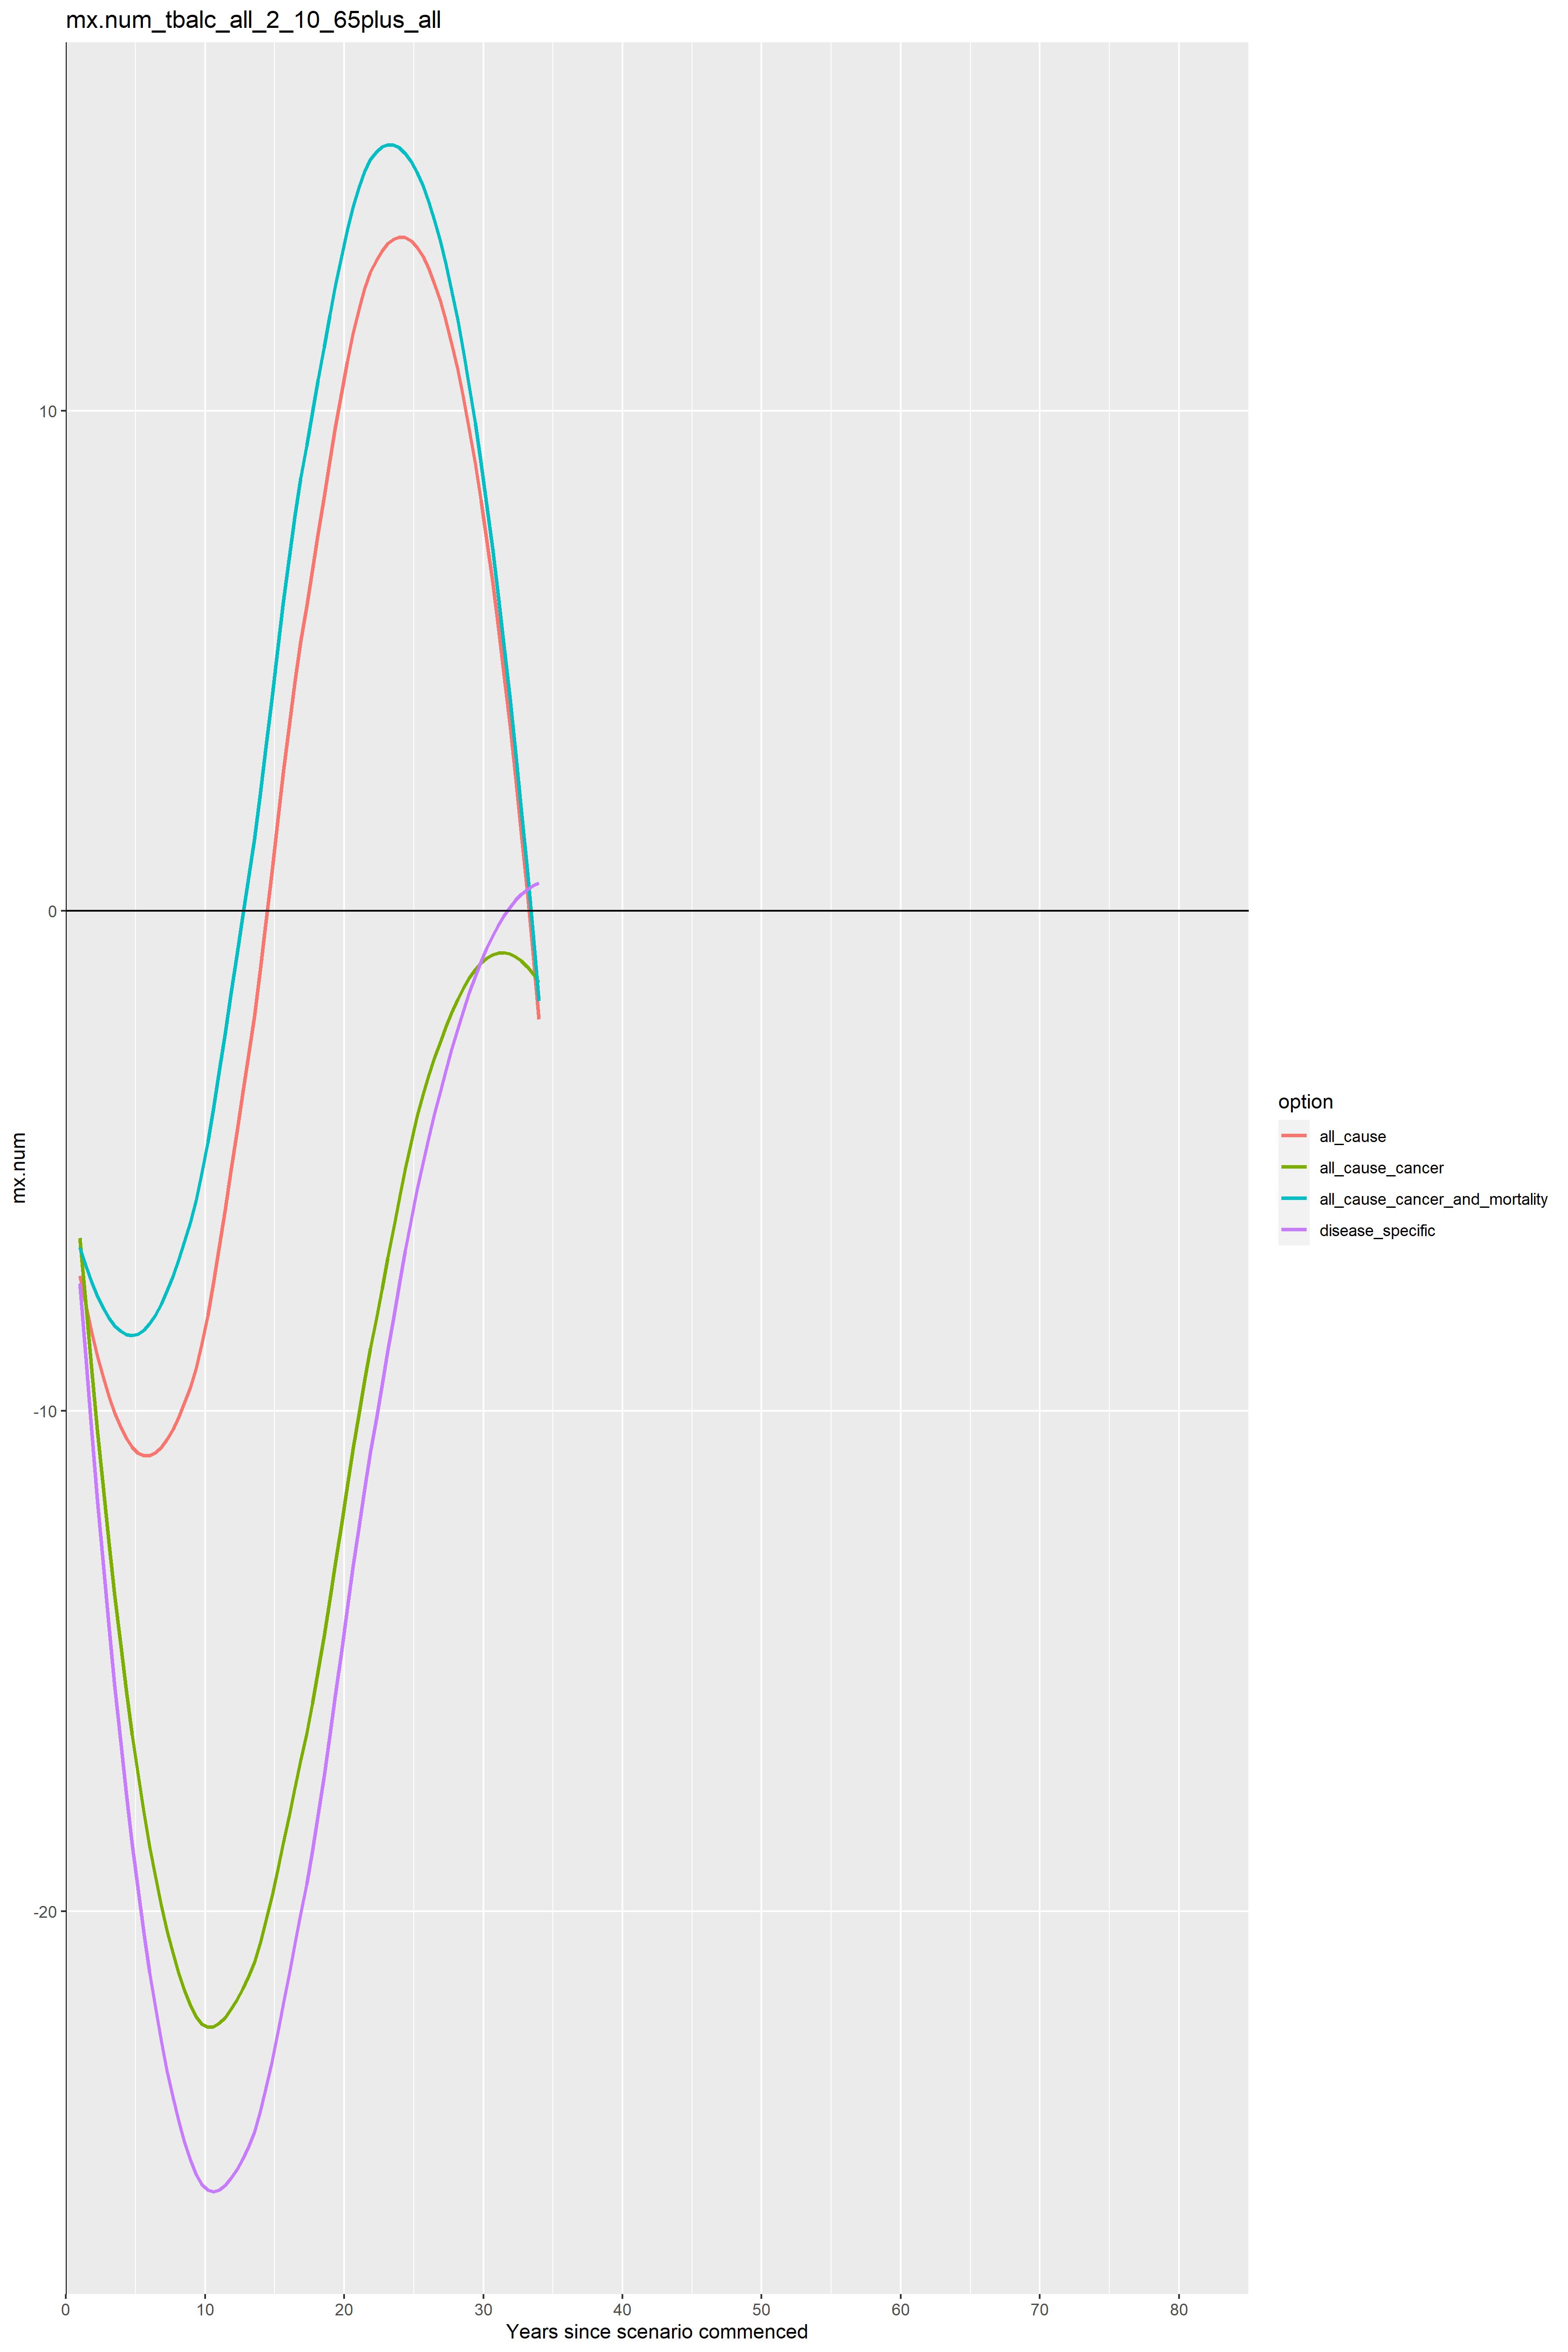 mx.num_tbalc_all_2_10_65plus_all
mx.num
10
0
-10
-20
0 10 20 30 40 50 60 70 80
Years since scenario commenced
option
all_cause
all_cause_cancer
all_cause_cancer_and_mortality
disease_specific